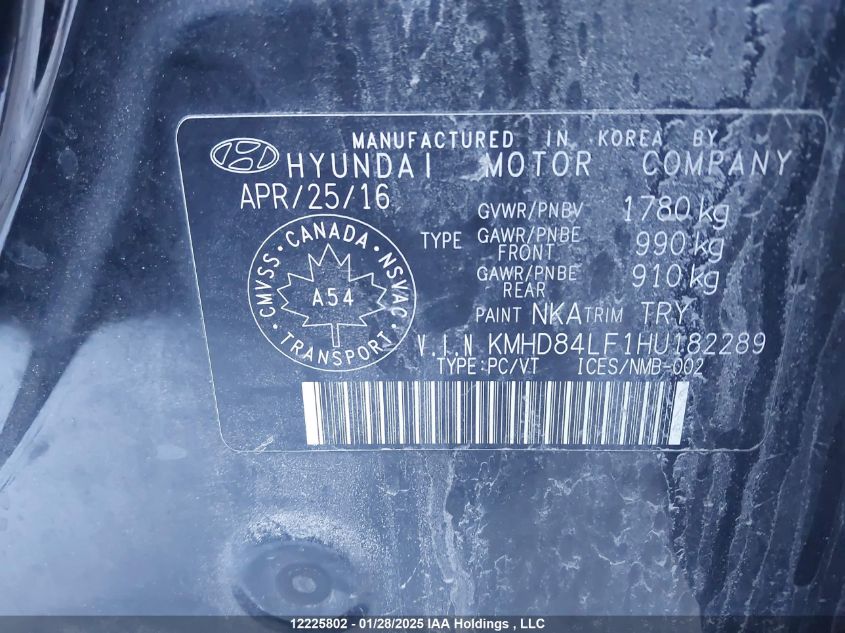 MANUFACTURED IN KOREA BY
HYUNDAI MOTOR COMPANY
APR/25/16
GVWR/PNBV 1780 kg
TYPE GAWR/PNBE FRONT 990 kg
GAWR/PNBE REAR 910 kg
PAINT NKA TRIM TRY
CANADA · NSVAC · TRANSPORT · CMVSS
A54
V.I.N KMHD84LF1HU182289
TYPE:PC/VT ICES/NMB-002
12225802 - 01/28/2025 IAA Holdings , LLC